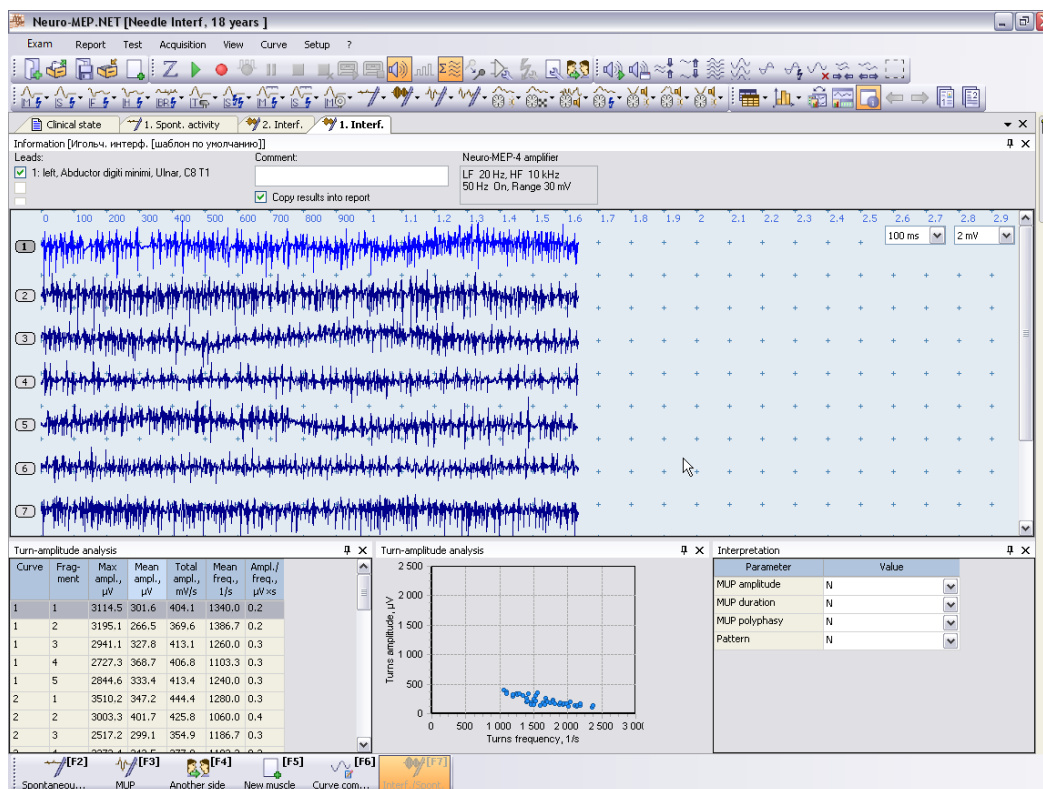 Neuro-MEP.NET [Needle Interf, 18 years ]
Exam Report Test Acquisition View Curve Setup ?
Clinical state 1. Spont. activity 2. Interf. 1. Interf.
Information [Игольч. интерф. [шаблон по умолчанию]]
Leads: Comment: Neuro-MEP-4 amplifier
1: left, Abductor digiti minimi, Ulnar, C8 T1
LF 20 Hz, HF 10 kHz
50 Hz On, Range 30 mV
Copy results into report
0 100 200 300 400 500 600 700 800 900 1 1.1 1.2 1.3 1.4 1.5 1.6 1.7 1.8 1.9 2 2.1 2.2 2.3 2.4 2.5 2.6 2.7 2.8 2.9
100 ms 2 mV
1
2
3
4
5
6
7
Turn-amplitude analysis
Curve Frag-ment Max ampl., µV Mean ampl., µV Total ampl., mV/s Mean freq., 1/s Ampl./ freq., µV×s
1 1 3114.5 301.6 404.1 1340.0 0.2
1 2 3195.1 266.5 369.6 1386.7 0.2
1 3 2941.1 327.8 413.1 1260.0 0.3
1 4 2727.3 368.7 406.8 1103.3 0.3
1 5 2844.6 333.4 413.4 1240.0 0.3
2 1 3510.2 347.2 444.4 1280.0 0.3
2 2 3003.3 401.7 425.8 1060.0 0.4
2 3 2517.2 299.1 354.9 1186.7 0.3
Turn-amplitude analysis
Turns amplitude, µV
2 500
2 000
1 500
1 000
500
0
0 500 1 000 1 500 2 000 2 500 3 000
Turns frequency, 1/s
Interpretation
Parameter Value
MUP amplitude N
MUP duration N
MUP polyphasy N
Pattern N
[F2] [F3] [F4] [F5] [F6] [F7]
Spontaneou... MUP Another side New muscle Curve com... Interf./Spont.